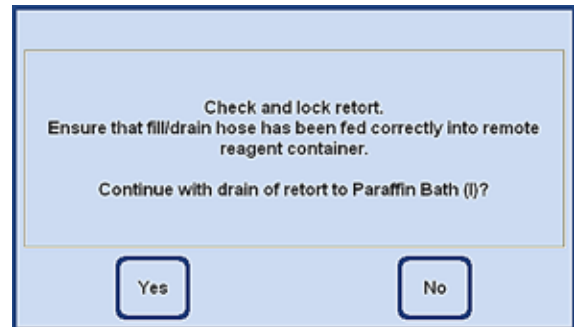 Check and lock retort.
Ensure that fill/drain hose has been fed correctly into remote
reagent container.
Continue with drain of retort to Paraffin Bath (I)?
Yes
No